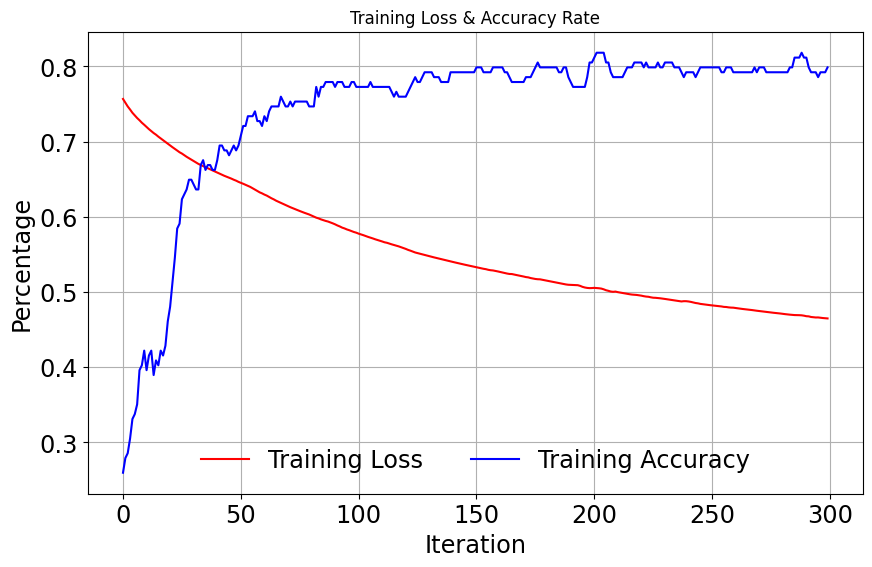 Training Loss & Accuracy Rate
Percentage
0.8
0.7
0.6
0.5
0.4
0.3
Training Loss Training Accuracy
0 50 100 150 200 250 300
Iteration